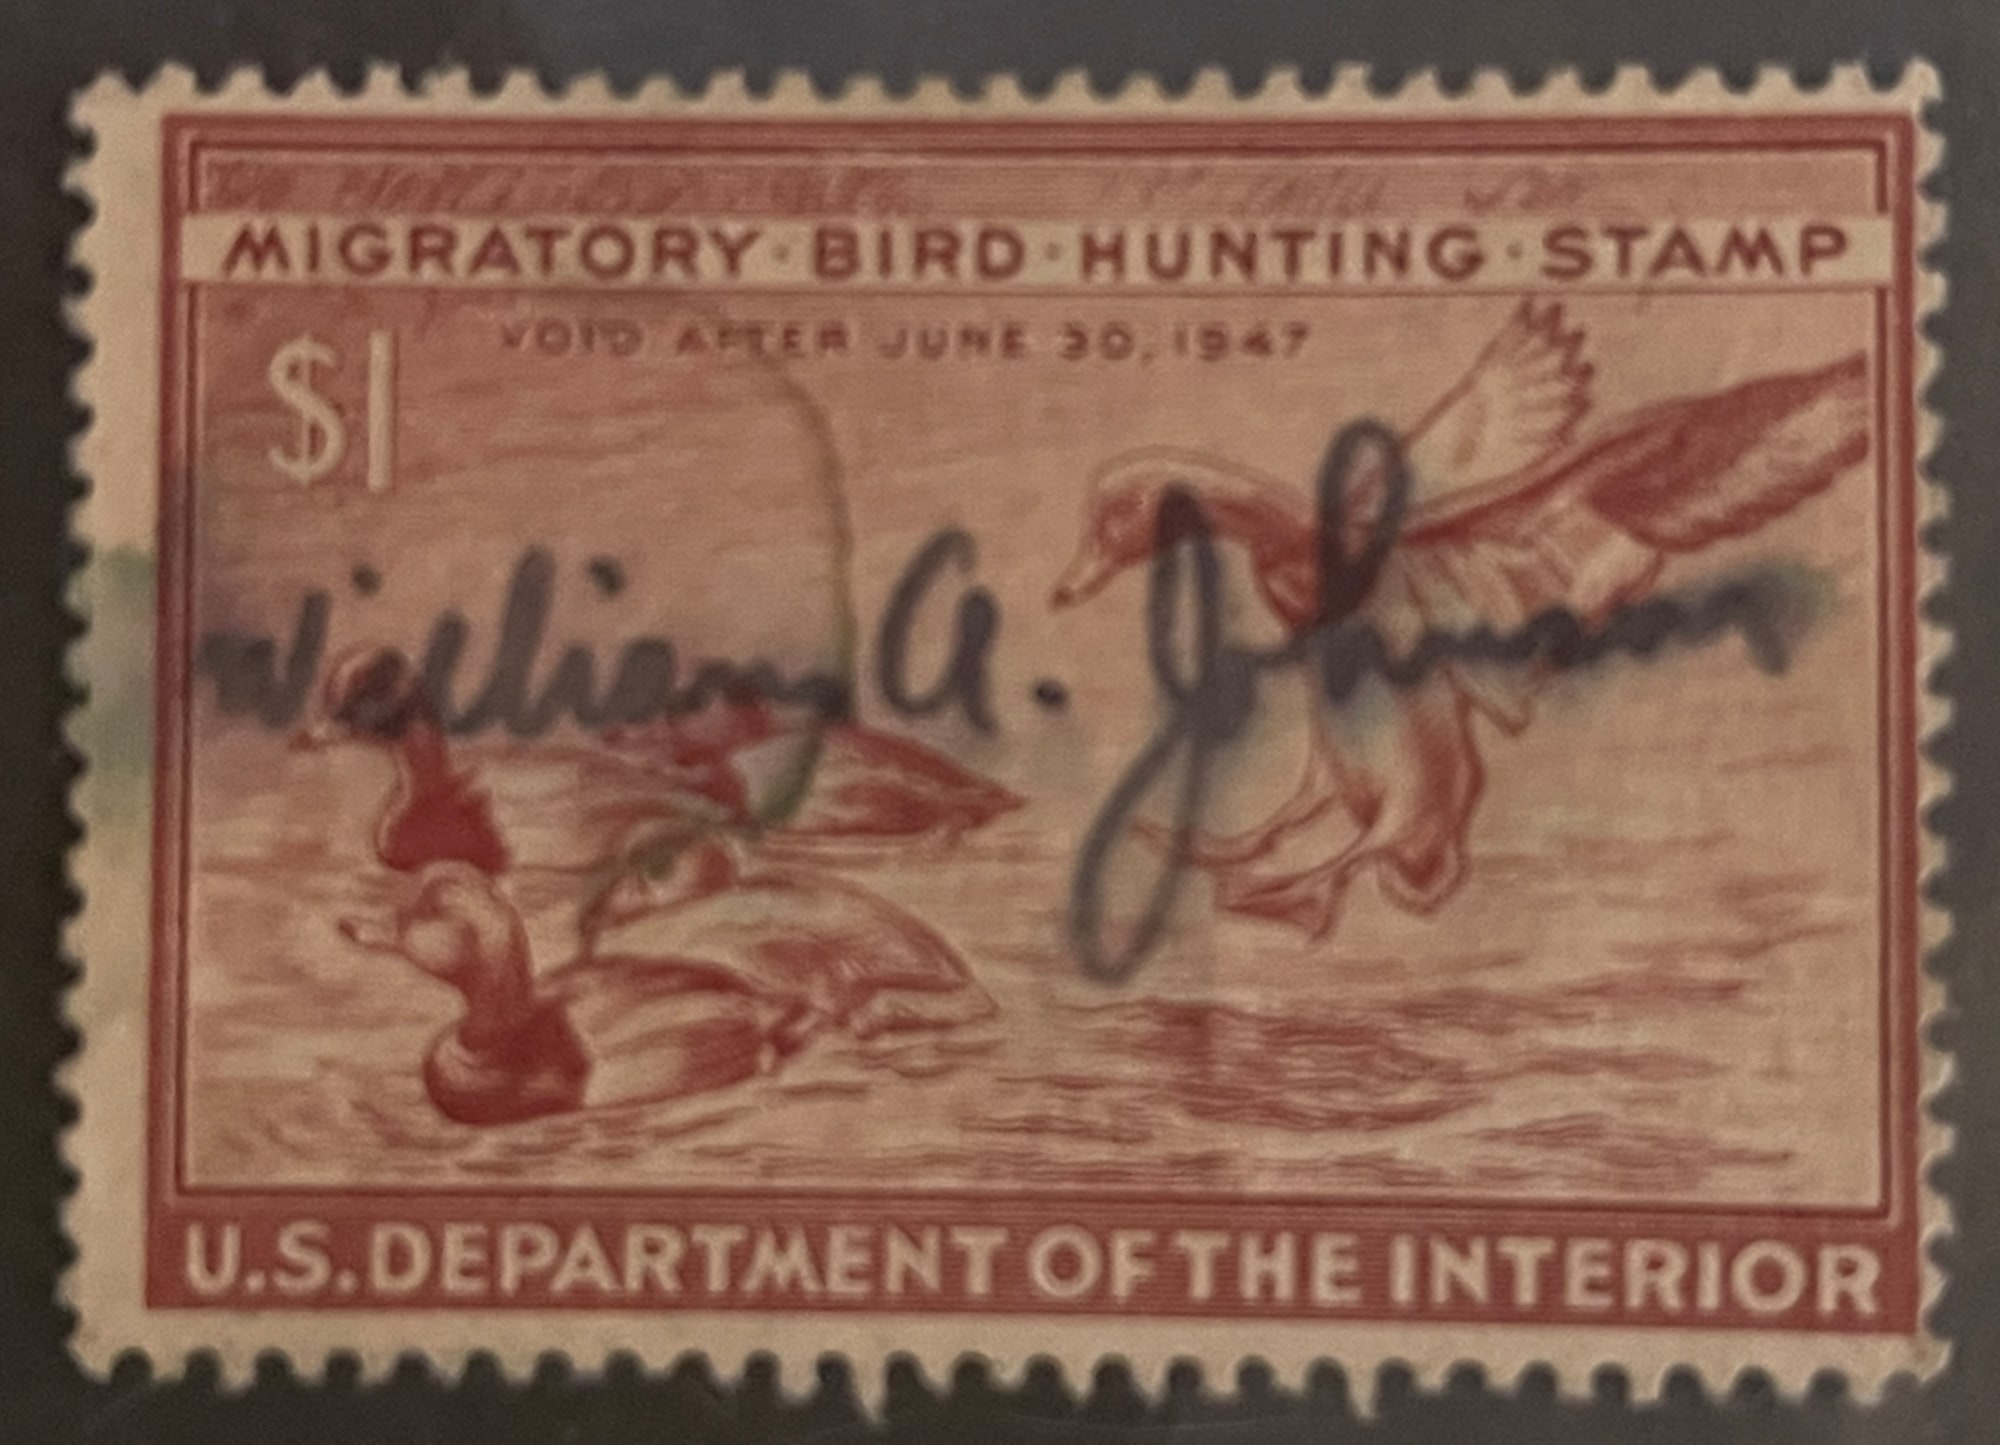 MIGRATORY · BIRD · HUNTING · STAMP
$1
VOID AFTER JUNE 30, 1947
William A. Johnson
U.S. DEPARTMENT OF THE INTERIOR